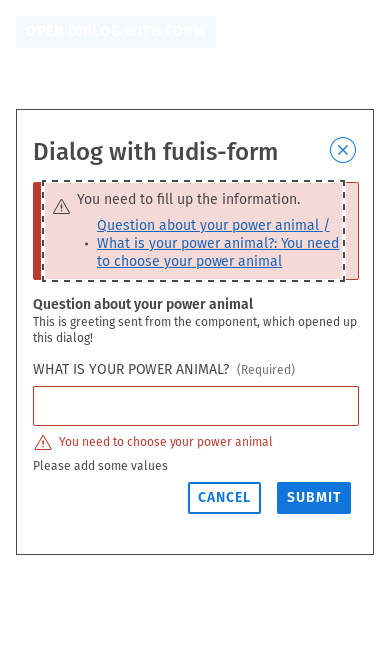 OPEN DIALOG WITH FORM
Dialog with fudis-form
You need to fill up the information.
Question about your power animal /
What is your power animal?: You need
to choose your power animal
Question about your power animal
This is greeting sent from the component, which opened up
this dialog!
WHAT IS YOUR POWER ANIMAL? (Required)
You need to choose your power animal
Please add some values
CANCEL SUBMIT